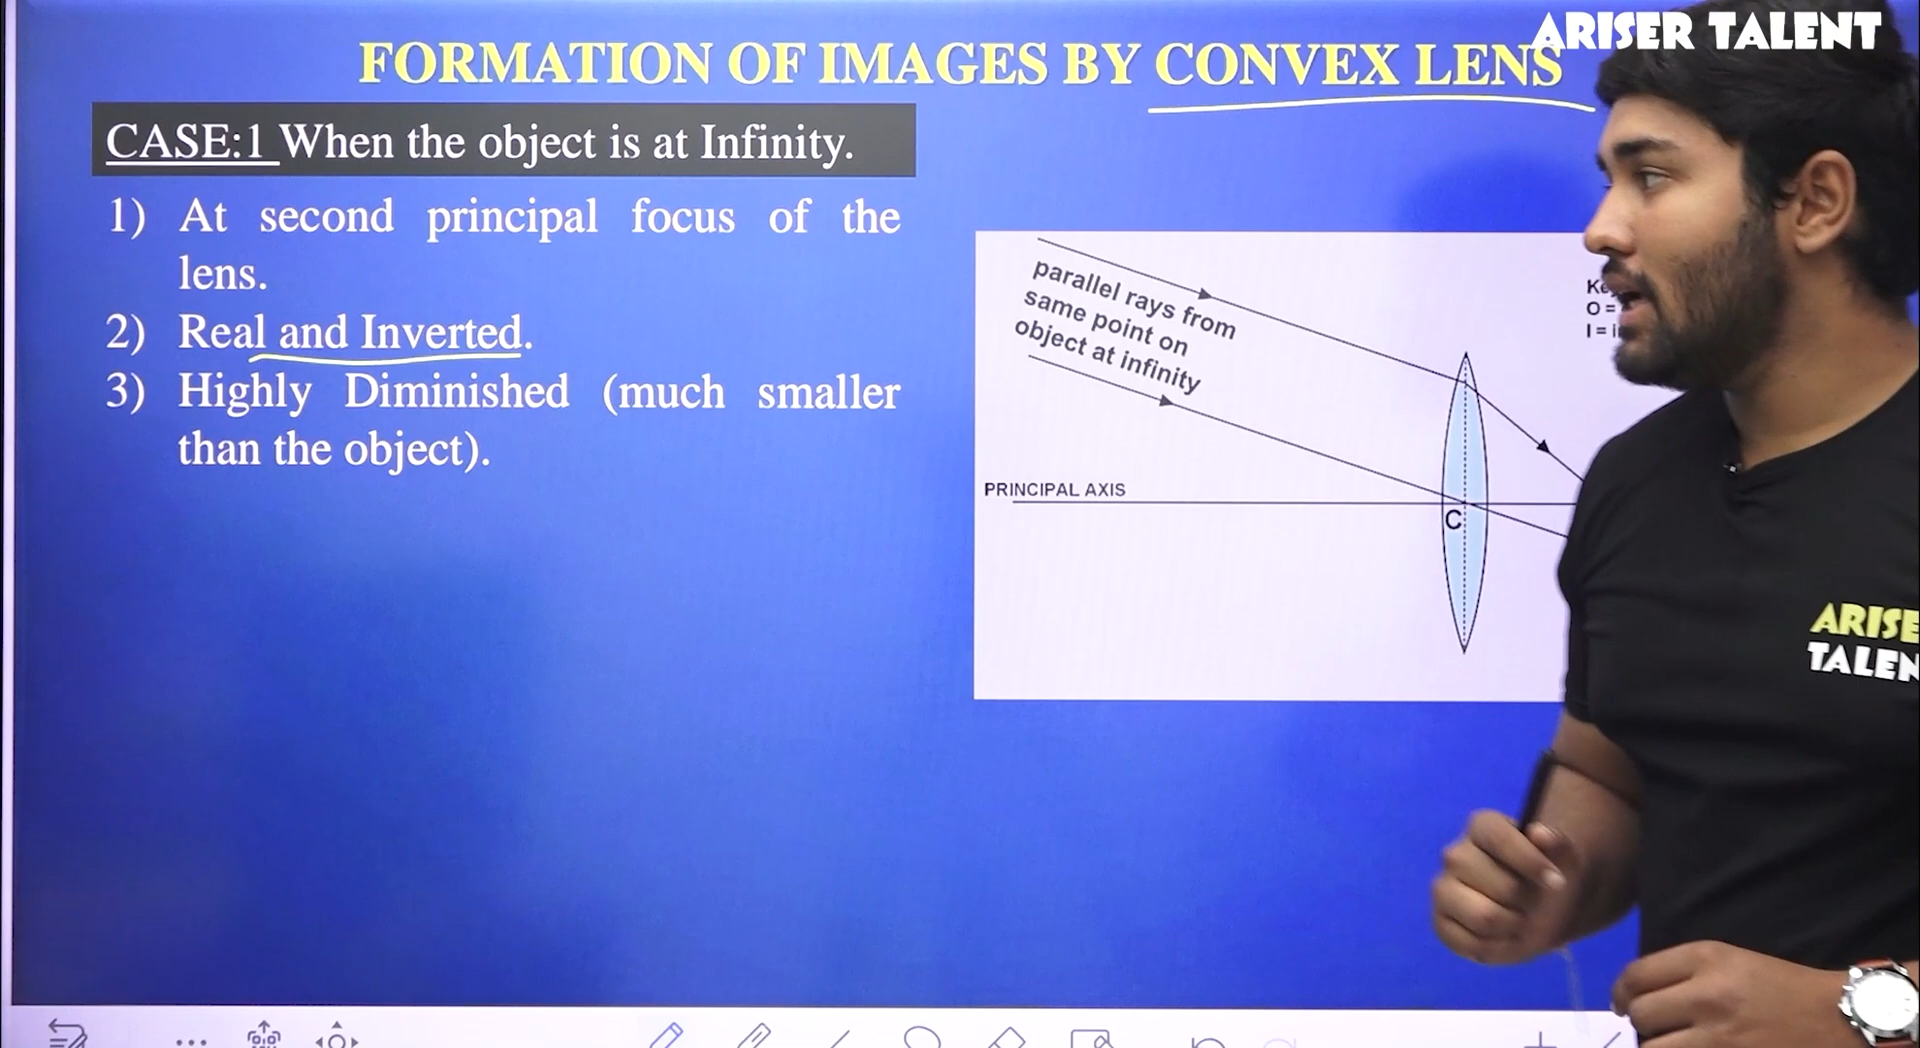 ARISER TALENT
FORMATION OF IMAGES BY CONVEX LENS
CASE:1 When the object is at Infinity.
1) At second principal focus of the
lens.
2) Real and Inverted.
3) Highly Diminished (much smaller
than the object).
parallel rays from
same point on
object at infinity
O =
I =
PRINCIPAL AXIS
C
ARISE
TALEN